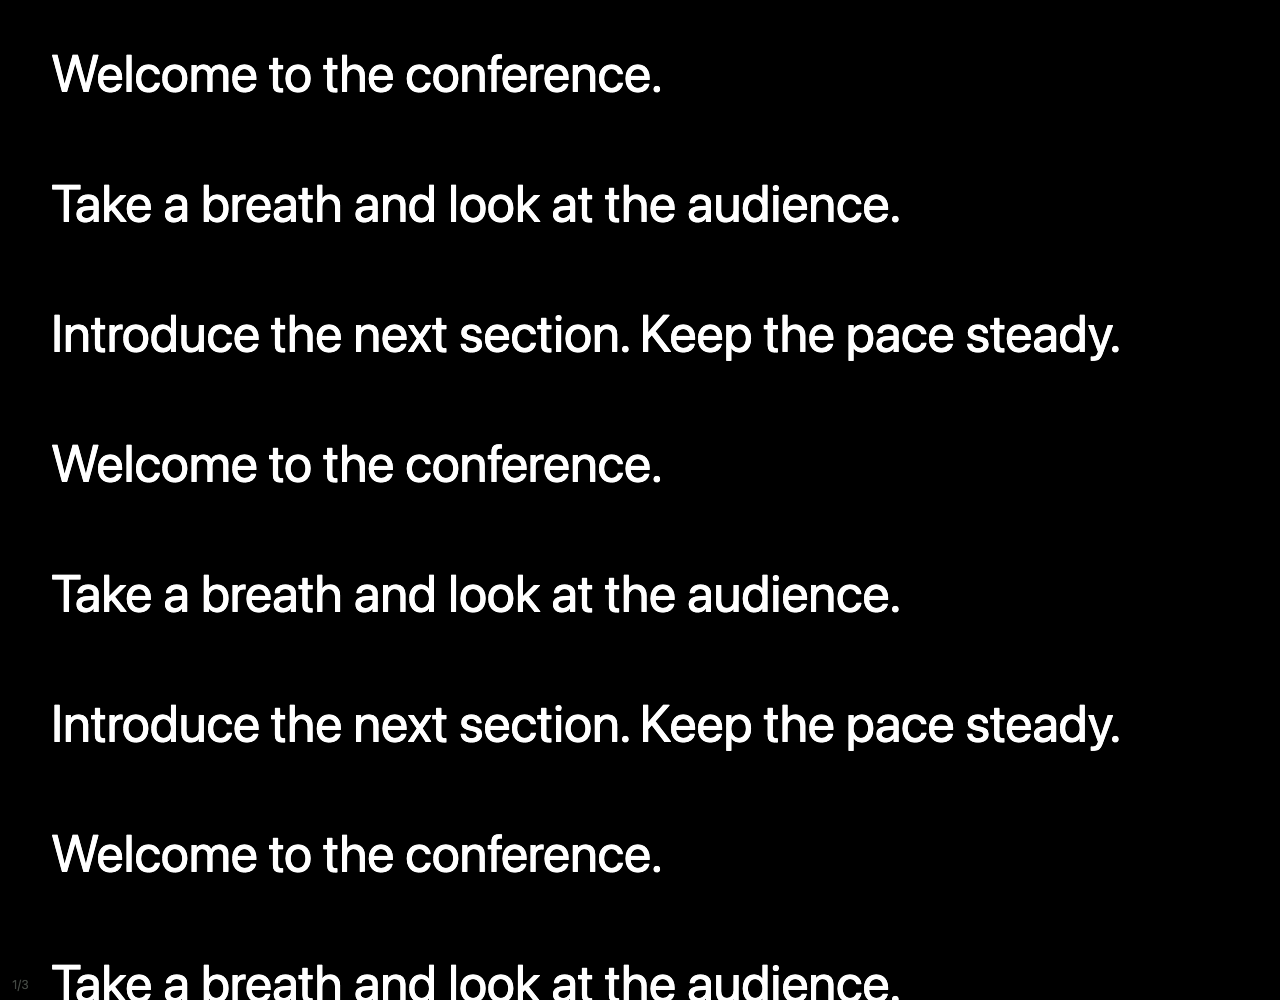 Welcome to the conference.
Take a breath and look at the audience.
Introduce the next section. Keep the pace steady.
Welcome to the conference.
Take a breath and look at the audience.
Introduce the next section. Keep the pace steady.
Welcome to the conference.
Take a breath and look at the audience.
1/3